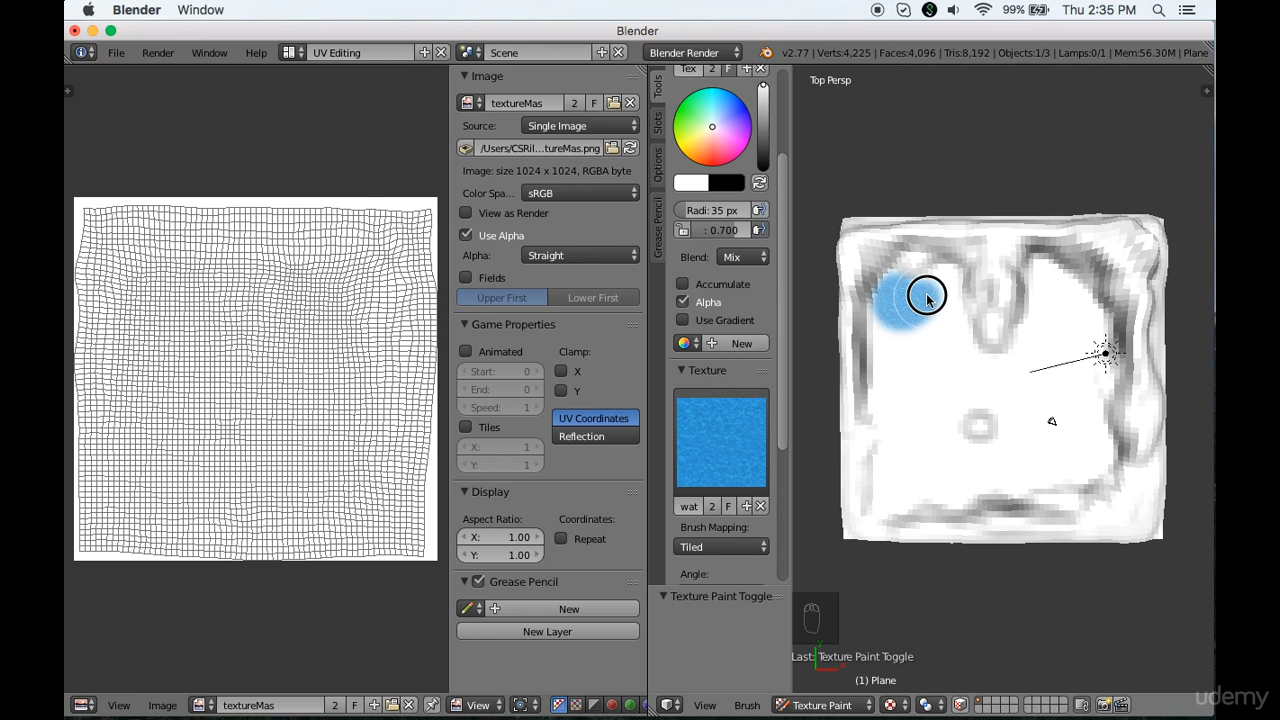 Blender Window 99% Thu 2:35 PM
Blender
File Render Window Help UV Editing Scene Blender Render v2.77 | Verts:4,225 | Faces:4,096 | Tris:8,192 | Objects:1/3 | Lamps:0/1 | Mem:56.30M | Plane
Image
textureMas 2 F
Source: Single Image
/Users/CSRil...tureMas.png
Image: size 1024 x 1024, RGBA byte
Color Spa... sRGB
View as Render
Use Alpha
Alpha: Straight
Fields
Upper First Lower First
Game Properties
Animated Clamp:
Start: 0 X
End: 0 Y
Speed: 1 UV Coordinates
Tiles Reflection
X: 1
Y: 1
Display
Aspect Ratio: Coordinates:
X: 1.00 Repeat
Y: 1.00
Grease Pencil
New
New Layer
Tools
Slots
Options
Grease Pencil
Tex 2 F
Radi: 35 px
: 0.700
Blend: Mix
Accumulate
Alpha
Use Gradient
New
Texture
wat 2 F
Brush Mapping:
Tiled
Angle:
Texture Paint Toggle
Top Persp
Last: Texture Paint Toggle
(1) Plane
View Image textureMas 2 F View
View Brush Texture Paint
udemy